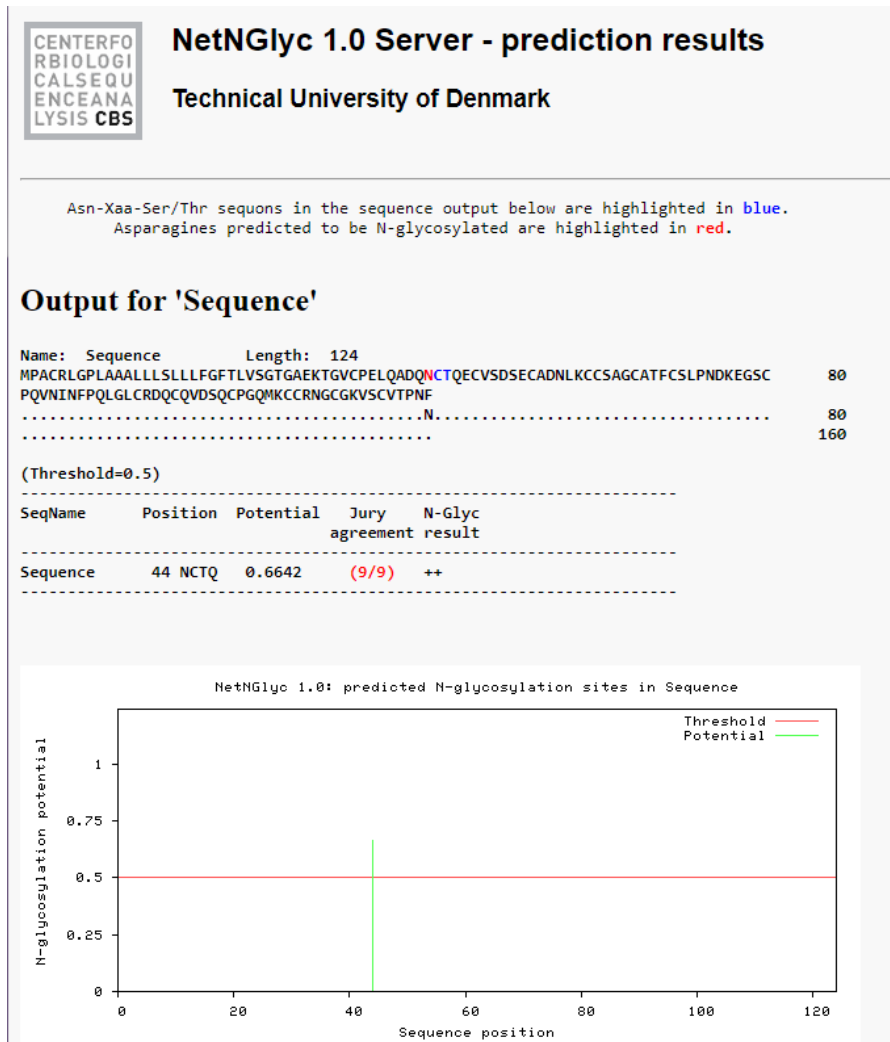 CENTERFO
RBIOLOGI
CALSEQU
ENCEANA
LYSIS CBS
NetNGlyc 1.0 Server - prediction results
Technical University of Denmark
Asn-Xaa-Ser/Thr sequons in the sequence output below are highlighted in blue.
Asparagines predicted to be N-glycosylated are highlighted in red.
Output for 'Sequence'
Name: Sequence Length: 124
MPACRLGPLAAALLLSLLLFGFTLVSGTGAEKTGVCPELQADQNCTQECVSDSECADNLKCCSAGCATFCSLPNDKEGSC 80
PQVNINFPQLGLCRDQCQVDSQCPGQMKCCRNGCGKVSCVTPNF
...........................................N.................................... 80
............................................ 160
(Threshold=0.5)
----------------------------------------------------------------------
SeqName Position Potential Jury N-Glyc
agreement result
----------------------------------------------------------------------
Sequence 44 NCTQ 0.6642 (9/9) ++
----------------------------------------------------------------------
NetNGlyc 1.0: predicted N-glycosylation sites in Sequence
Threshold
Potential
N-glycosylation potential
1
0.75
0.5
0.25
0
0 20 40 60 80 100 120
Sequence position